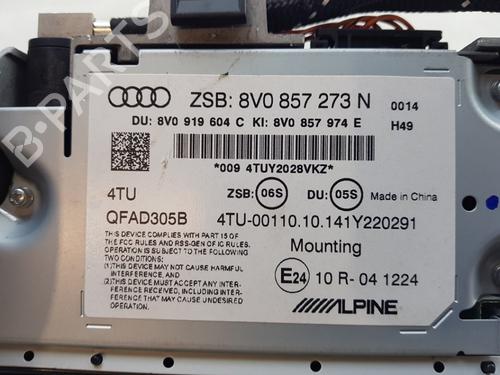 ZSB: 8V0 857 273 N
0014
DU: 8V0 919 604 C KI: 8V0 857 974 E
H49
*009 4TUY2028VKZ*
4TU
ZSB: 06S DU: 05S Made in China
QFAD305B
4TU-00110.10.141Y220291
THIS DEVICE COMPLIES WITH PART 15 OF
THE FCC RULES AND RSS-GEN OF IC RULES.
OPERATION IS SUBJECT TO THE FOLLOWING
TWO CONDITIONS:
(1)THIS DEVICE MAY NOT CAUSE HARMFUL
INTERFERENCE, AND
(2)THIS DEVICE MUST ACCEPT ANY INTER-
FERENCE RECEIVED, INCLUDING INTERFER-
ENCE THAT MAY CAUSE UNDESIRED
OPERATION.
Mounting
E24 10 R-04 1224
ALPINE
B-PARTS